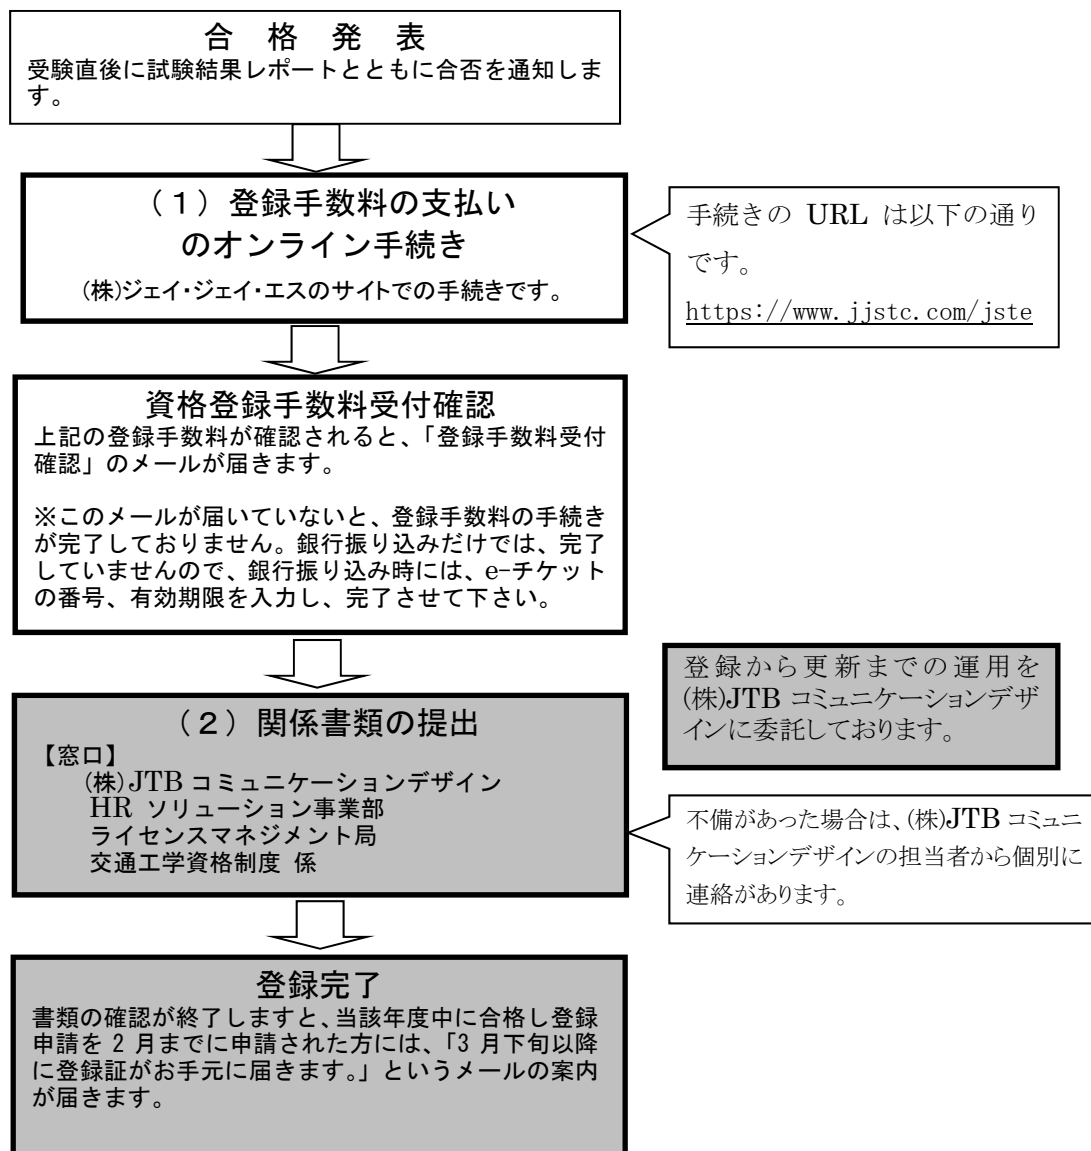 合　格　発　表
受験直後に試験結果レポートとともに合否を通知しま
す。
（１）登録手数料の支払い
のオンライン手続き
(株)ジェイ・ジェイ・エスのサイトでの手続きです。
手続きの URL は以下の通り
です。
https://www.jjstc.com/jste
資格登録手数料受付確認
上記の登録手数料が確認されると、「登録手数料受付
確認」のメールが届きます。
※このメールが届いていないと、登録手数料の手続き
が完了しておりません。銀行振り込みだけでは、完了
していませんので、銀行振り込み時には、e-チケット
の番号、有効期限を入力し、完了させて下さい。
登録から更新までの運用を
(株)JTB コミュニケーションデザ
インに委託しております。
（２）関係書類の提出
【窓口】
(株)JTB コミュニケーションデザイン
HR ソリューション事業部
ライセンスマネジメント局
交通工学資格制度 係
不備があった場合は、(株)JTB コミュニ
ケーションデザインの担当者から個別に
連絡があります。
登録完了
書類の確認が終了しますと、当該年度中に合格し登録
申請を 2 月までに申請された方には、「3 月下旬以降
に登録証がお手元に届きます。」というメールの案内
が届きます。